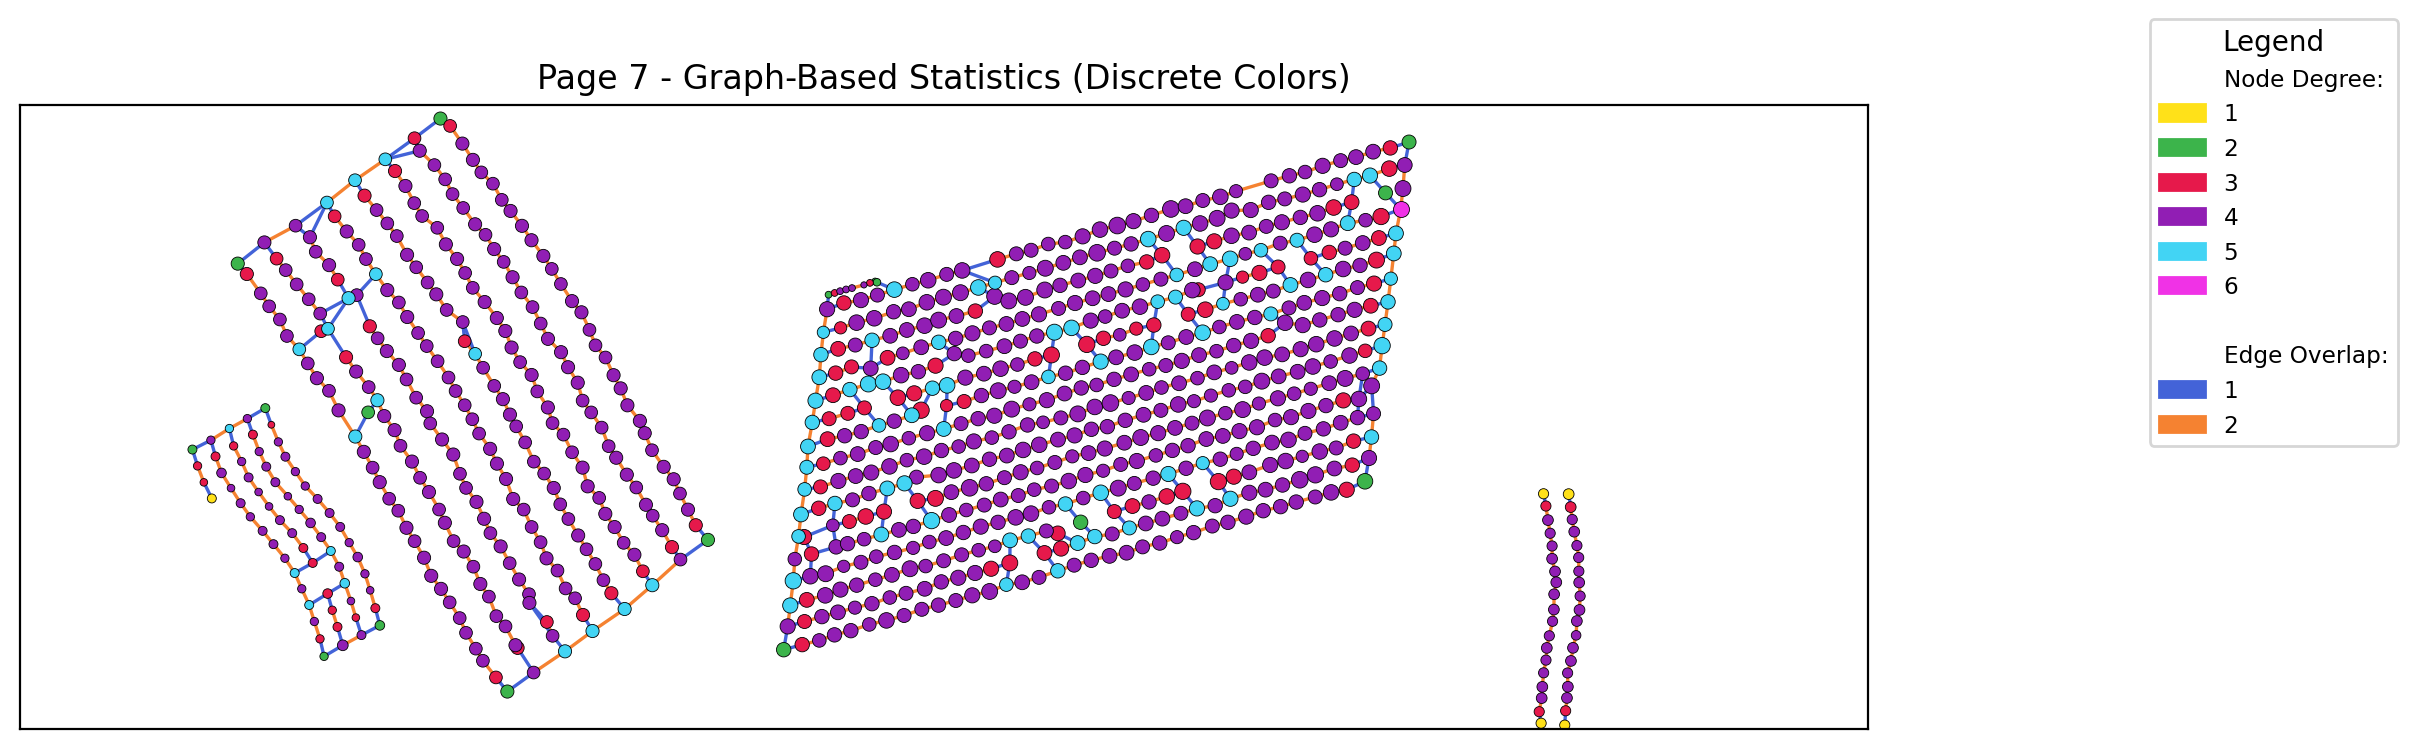 Page 7 - Graph-Based Statistics (Discrete Colors)
Legend
Node Degree:
1
2
3
4
5
6
Edge Overlap:
1
2